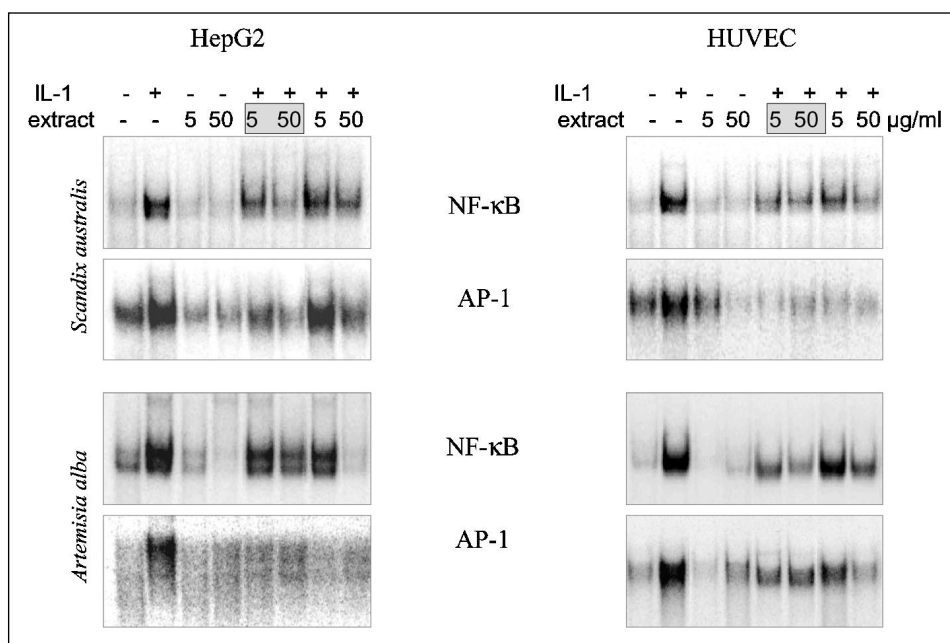 HepG2 HUVEC
IL-1 - + - - + + + + IL-1 - + - - + + + +
extract - - 5 50 5 50 5 50 extract - - 5 50 5 50 5 50 µg/ml
Scandix australis
NF-κB
AP-1
Artemisia alba
NF-κB
AP-1